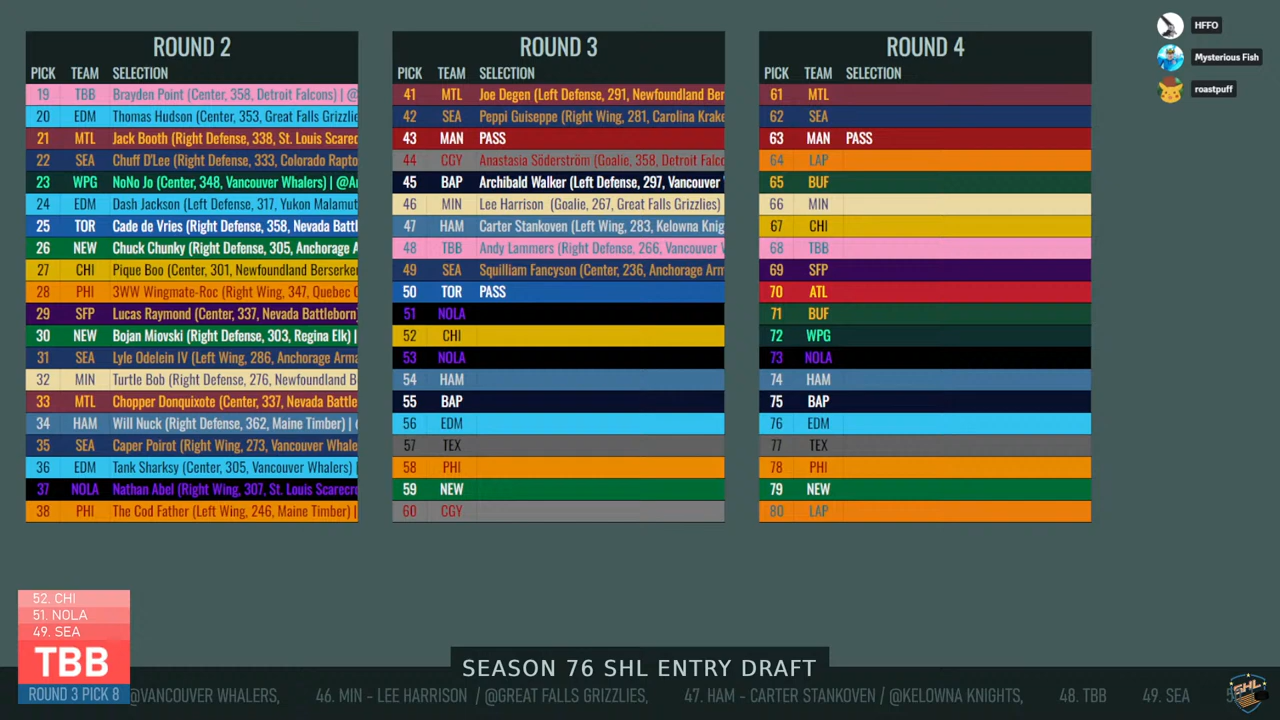 ROUND 2
PICK TEAM SELECTION
19 TBB Brayden Point (Center, 358, Detroit Falcons) | @
20 EDM Thomas Hudson (Center, 353, Great Falls Grizzlie
21 MTL Jack Booth (Right Defense, 338, St. Louis Scarec
22 SEA Chuff D'Lee (Right Defense, 333, Colorado Rapto
23 WPG NoNo Jo (Center, 348, Vancouver Whalers) | @A
24 EDM Dash Jackson (Left Defense, 317, Yukon Malamut
25 TOR Cade de Vries (Right Defense, 358, Nevada Battl
26 NEW Chuck Chunky (Right Defense, 305, Anchorage A
27 CHI Pique Boo (Center, 301, Newfoundland Berserker
28 PHI 3WW Wingmate-Roc (Right Wing, 347, Quebec C
29 SFP Lucas Raymond (Center, 337, Nevada Battleborn
30 NEW Bojan Miovski (Right Defense, 303, Regina Elk) |
31 SEA Lyle Odelein IV (Left Wing, 286, Anchorage Arma
32 MIN Turtle Bob (Right Defense, 276, Newfoundland B
33 MTL Chopper Donquixote (Center, 337, Nevada Battle
34 HAM Will Nuck (Right Defense, 362, Maine Timber) |
35 SEA Caper Poirot (Right Wing, 273, Vancouver Whale
36 EDM Tank Sharksy (Center, 305, Vancouver Whalers) |
37 NOLA Nathan Abel (Right Wing, 307, St. Louis Scarecr
38 PHI The Cod Father (Left Wing, 246, Maine Timber) |
ROUND 3
PICK TEAM SELECTION
41 MTL Joe Degen (Left Defense, 291, Newfoundland Ber
42 SEA Peppi Guiseppe (Right Wing, 281, Carolina Krake
43 MAN PASS
44 CGY Anastasia Söderström (Goalie, 358, Detroit Falco
45 BAP Archibald Walker (Left Defense, 297, Vancouver
46 MIN Lee Harrison (Goalie, 267, Great Falls Grizzlies)
47 HAM Carter Stankoven (Left Wing, 283, Kelowna Knig
48 TBB Andy Lammers (Right Defense, 266, Vancouver W
49 SEA Squilliam Fancyson (Center, 236, Anchorage Arm
50 TOR PASS
51 NOLA
52 CHI
53 NOLA
54 HAM
55 BAP
56 EDM
57 TEX
58 PHI
59 NEW
60 CGY
ROUND 4
PICK TEAM SELECTION
61 MTL
62 SEA
63 MAN PASS
64 LAP
65 BUF
66 MIN
67 CHI
68 TBB
69 SFP
70 ATL
71 BUF
72 WPG
73 NOLA
74 HAM
75 BAP
76 EDM
77 TEX
78 PHI
79 NEW
80 LAP
HFFO
Mysterious Fish
roastpuff
52. CHI
51. NOLA
49. SEA
TBB
ROUND 3 PICK 8
SEASON 76 SHL ENTRY DRAFT
@VANCOUVER WHALERS, 46. MIN - LEE HARRISON / @GREAT FALLS GRIZZLIES, 47. HAM - CARTER STANKOVEN / @KELOWNA KNIGHTS, 48. TBB 49. SEA
SHL